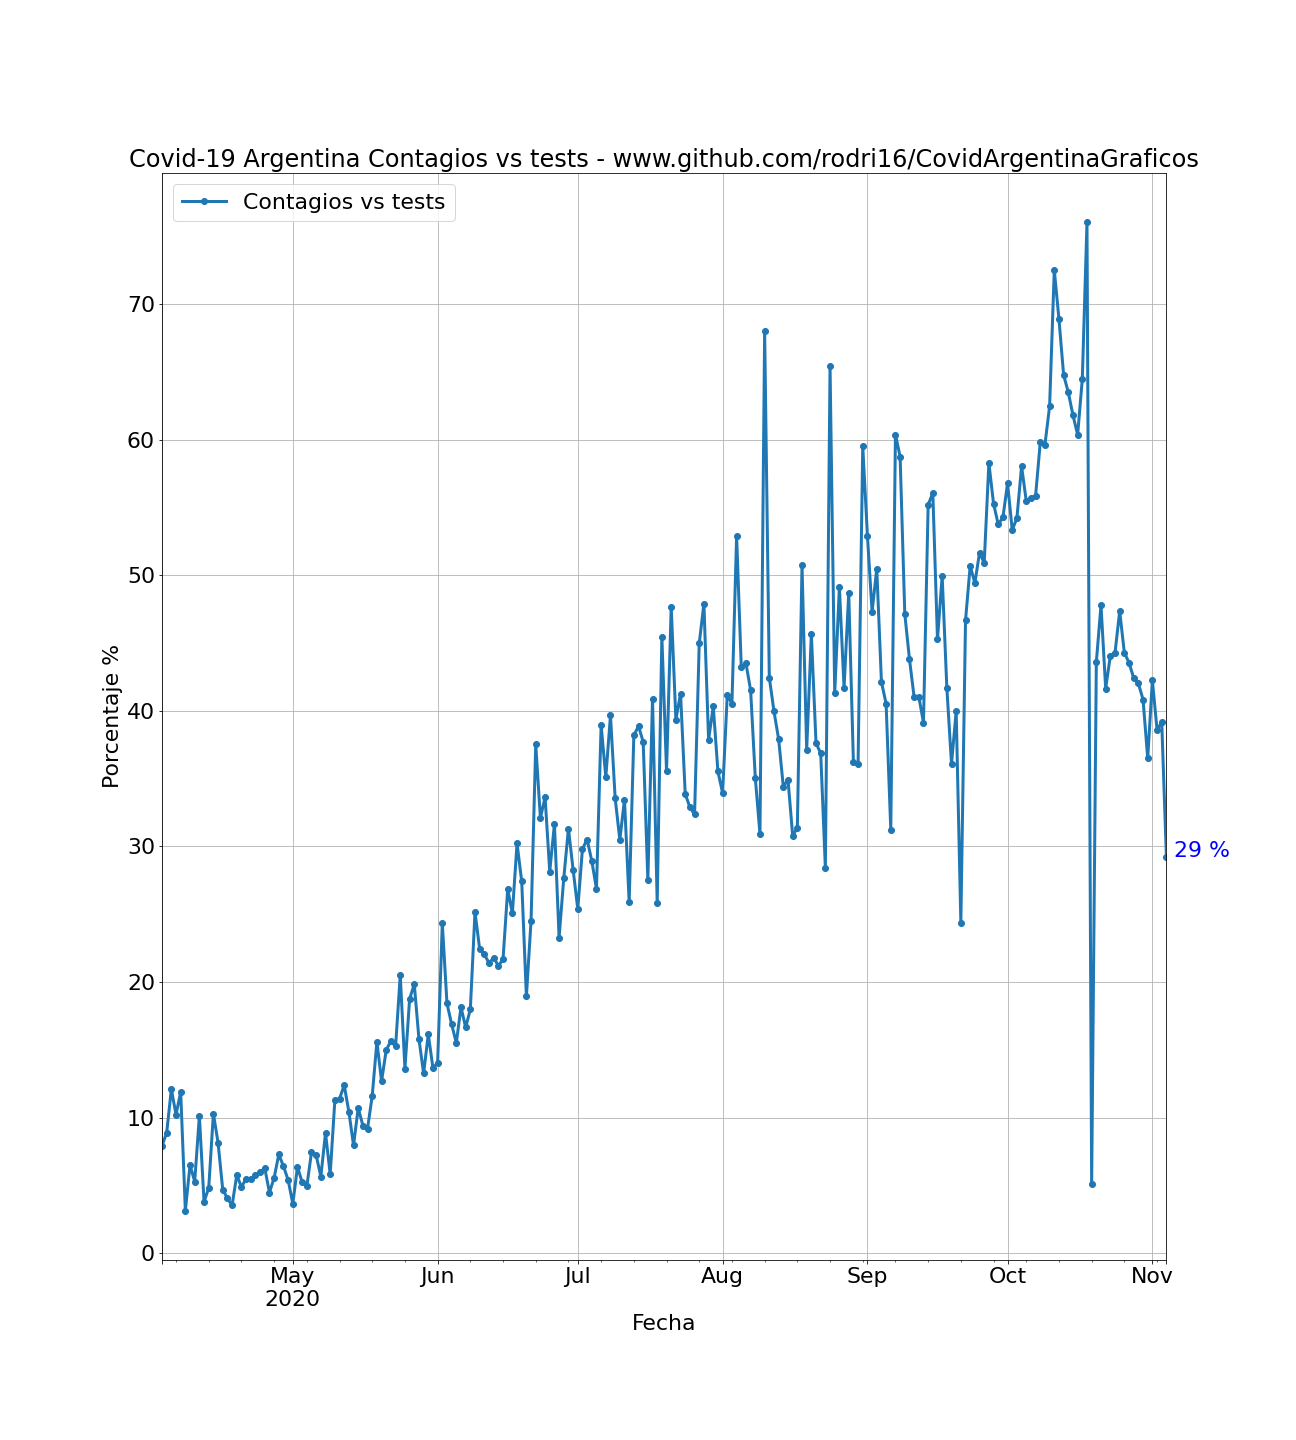 Covid-19 Argentina Contagios vs tests - www.github.com/rodri16/CovidArgentinaGraficos
Contagios vs tests
70
60
50
40
30
20
10
0
Porcentaje %
29 %
May Jun Jul Aug Sep Oct Nov
2020
Fecha